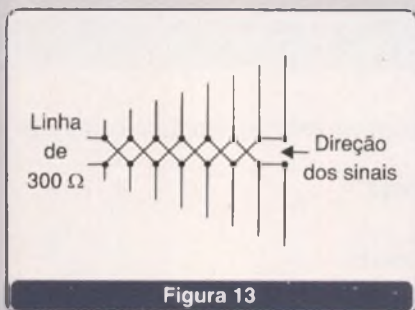 Linha
de
300 Ω
Direção
dos sinais
Figura 13